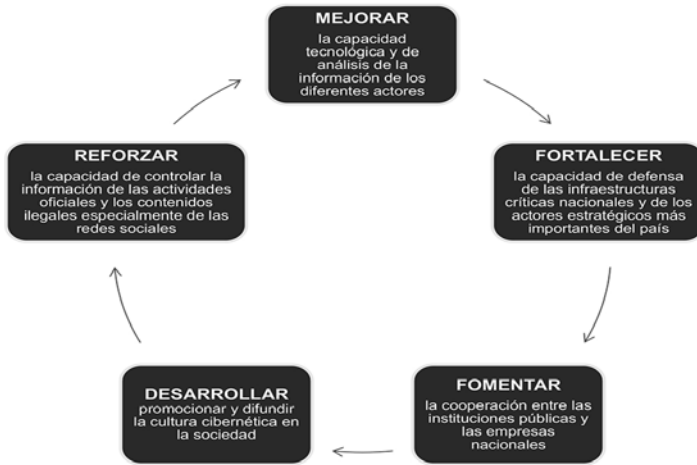 MEJORAR
la capacidad
tecnológica y de
análisis de la
información de los
diferentes actores
FORTALECER
la capacidad de defensa
de las infraestructuras
críticas nacionales y de los
actores estratégicos más
importantes del país
FOMENTAR
la cooperación entre las
instituciones públicas y
las empresas
nacionales
DESARROLLAR
promocionar y difundir
la cultura cibernética en
la sociedad
REFORZAR
la capacidad de controlar la
información de las actividades
oficiales y los contenidos
ilegales especialmente de las
redes sociales